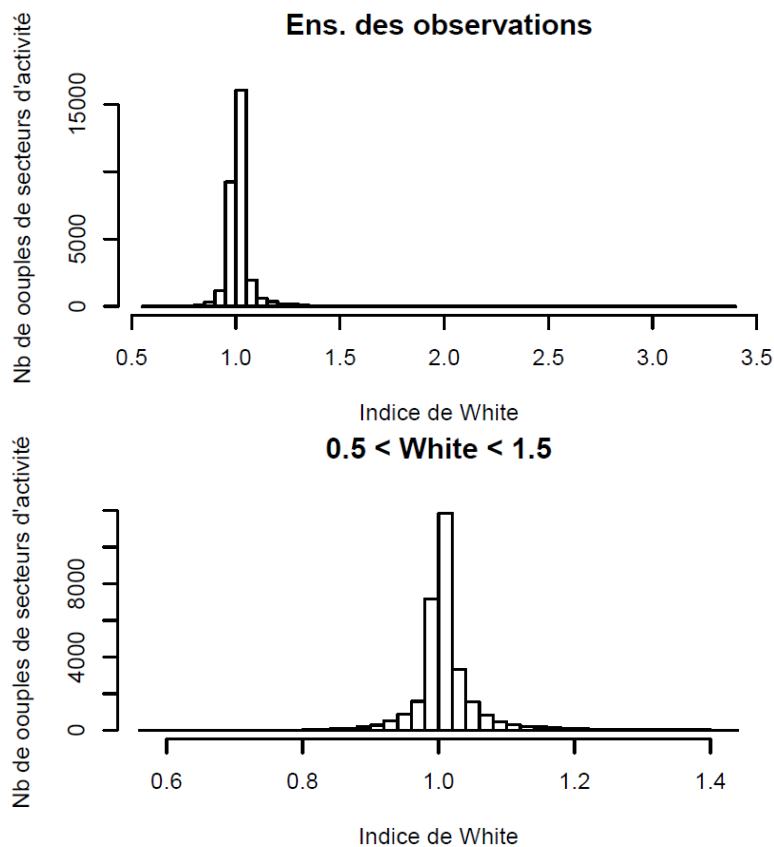 Ens. des observations
Nb de oouples de secteurs d'activité
15000
5000
0
0.5 1.0 1.5 2.0 2.5 3.0 3.5
Indice de White
0.5 < White < 1.5
Nb de oouples de secteurs d'activité
8000
4000
0
0.6 0.8 1.0 1.2 1.4
Indice de White